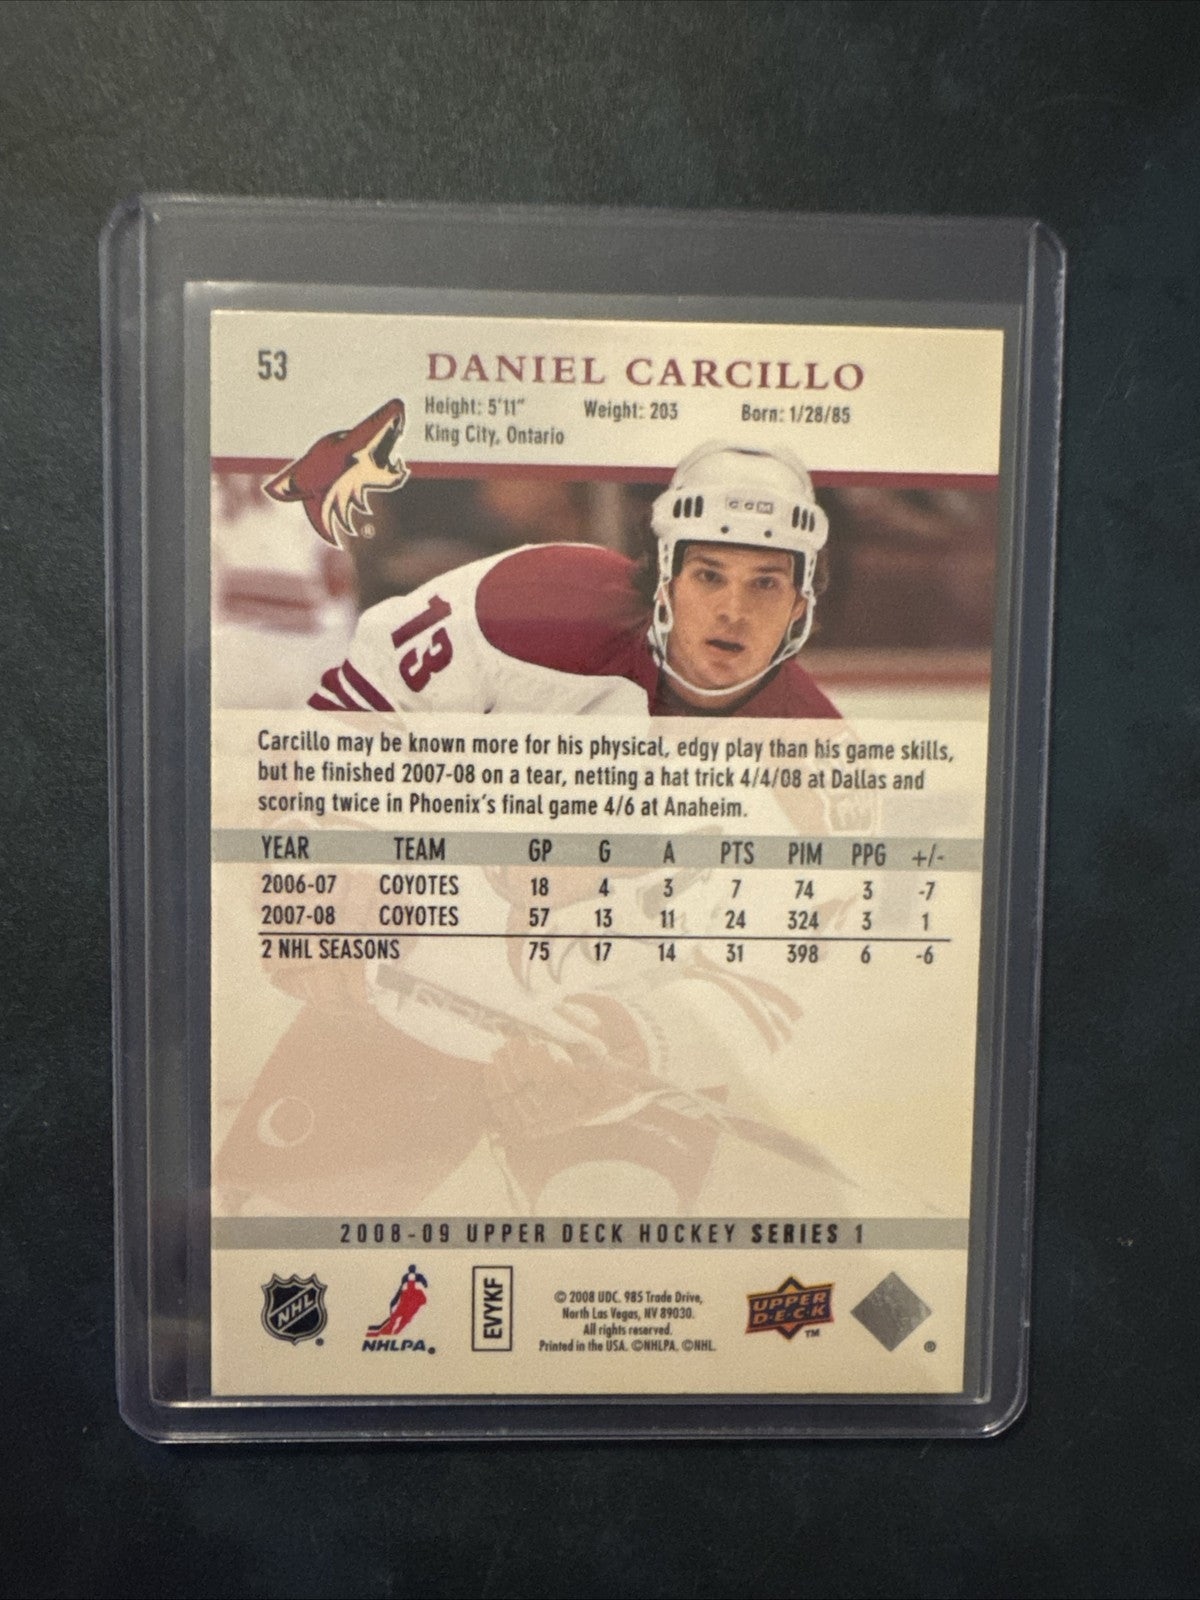 53
DANIEL CARCILLO
Height: 5'11" Weight: 203 Born: 1/28/85
King City, Ontario
CCM
13
Carcillo may be known more for his physical, edgy play than his game skills,
but he finished 2007-08 on a tear, netting a hat trick 4/4/08 at Dallas and
scoring twice in Phoenix's final game 4/6 at Anaheim.
YEAR TEAM GP G A PTS PIM PPG +/-
2006-07 COYOTES 18 4 3 7 74 3 -7
2007-08 COYOTES 57 13 11 24 324 3 1
2 NHL SEASONS 75 17 14 31 398 6 -6
2008-09 UPPER DECK HOCKEY SERIES 1
NHL ®
NHLPA®
EVYKF
© 2008 UDC. 985 Trade Drive,
North Las Vegas, NV 89030.
All rights reserved.
Printed in the USA. ©NHLPA, ©NHL.
UPPER
D·E·C·K
TM
®